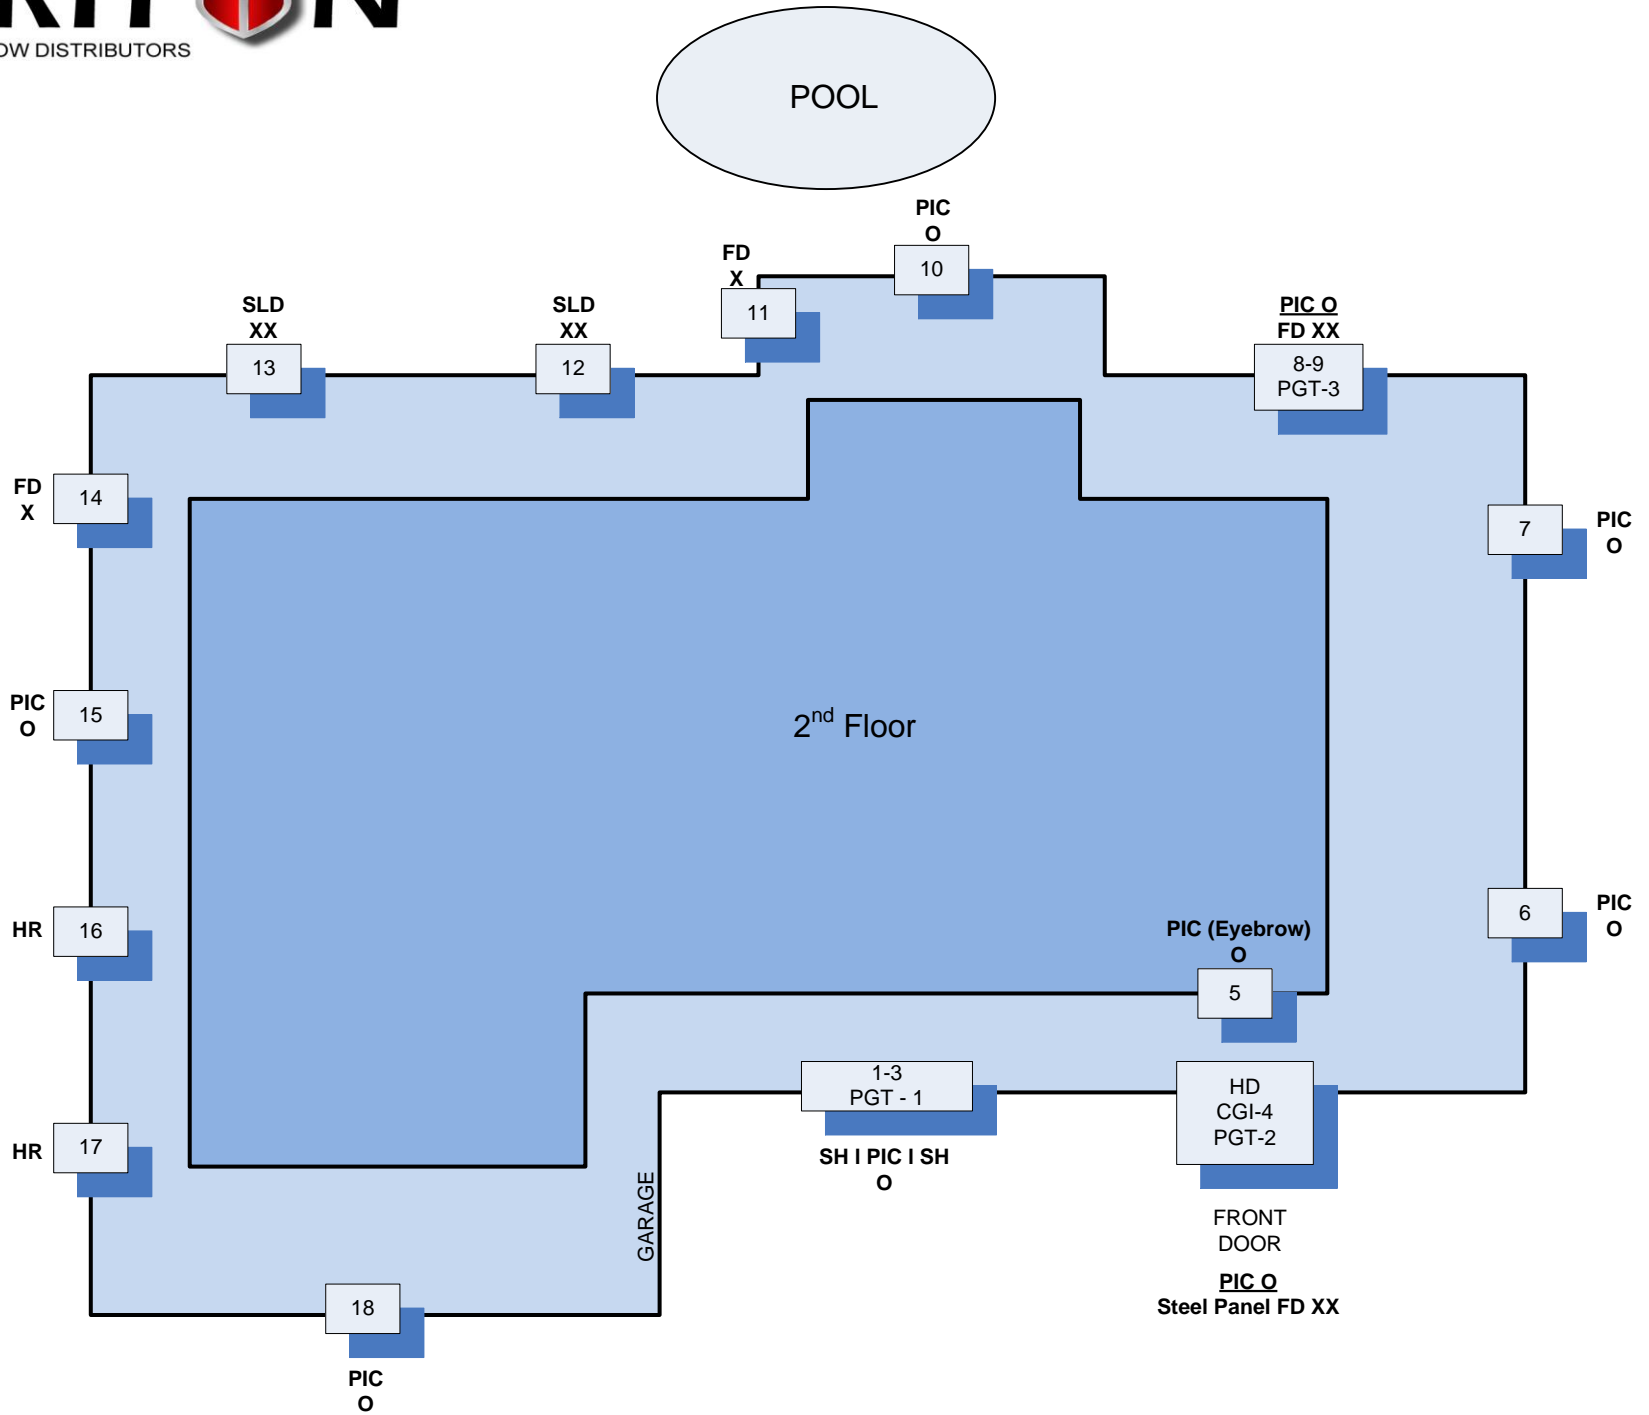 OW DISTRIBUTORS
POOL
PIC
O
10
FD
X
11
SLD
XX
13
SLD
XX
12
PIC O
FD XX
8-9
PGT-3
FD
X
14
7
PIC
O
PIC
O
15
2nd Floor
HR
16
PIC (Eyebrow)
O
5
6
PIC
O
HR
17
1-3
PGT - 1
SH I PIC I SH
O
HD
CGI-4
PGT-2
FRONT
DOOR
PIC O
Steel Panel FD XX
GARAGE
18
PIC
O